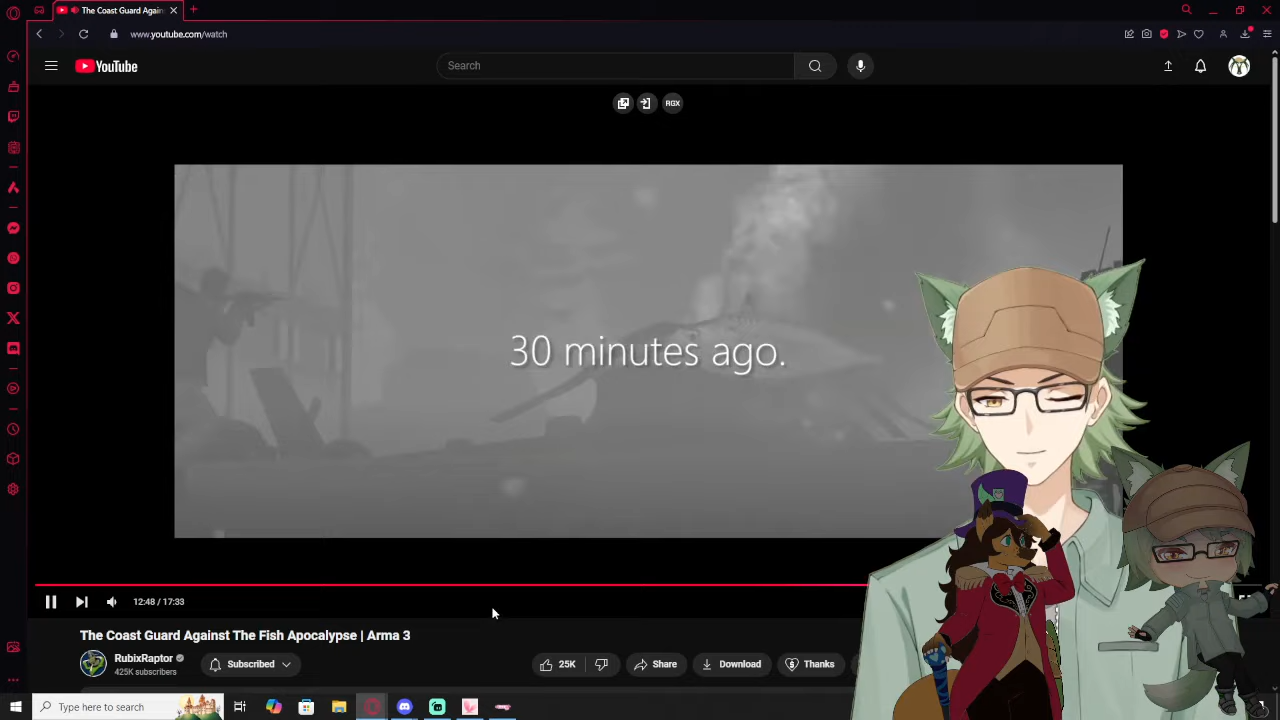 The Coast Guard Again
www.youtube.com/watch
YouTube
Search
RGX
30 minutes ago.
12:48 / 17:33
The Coast Guard Against The Fish Apocalypse | Arma 3
RubixRaptor
425K subscribers
Subscribed
25K
Share
Download
Thanks
Type here to search